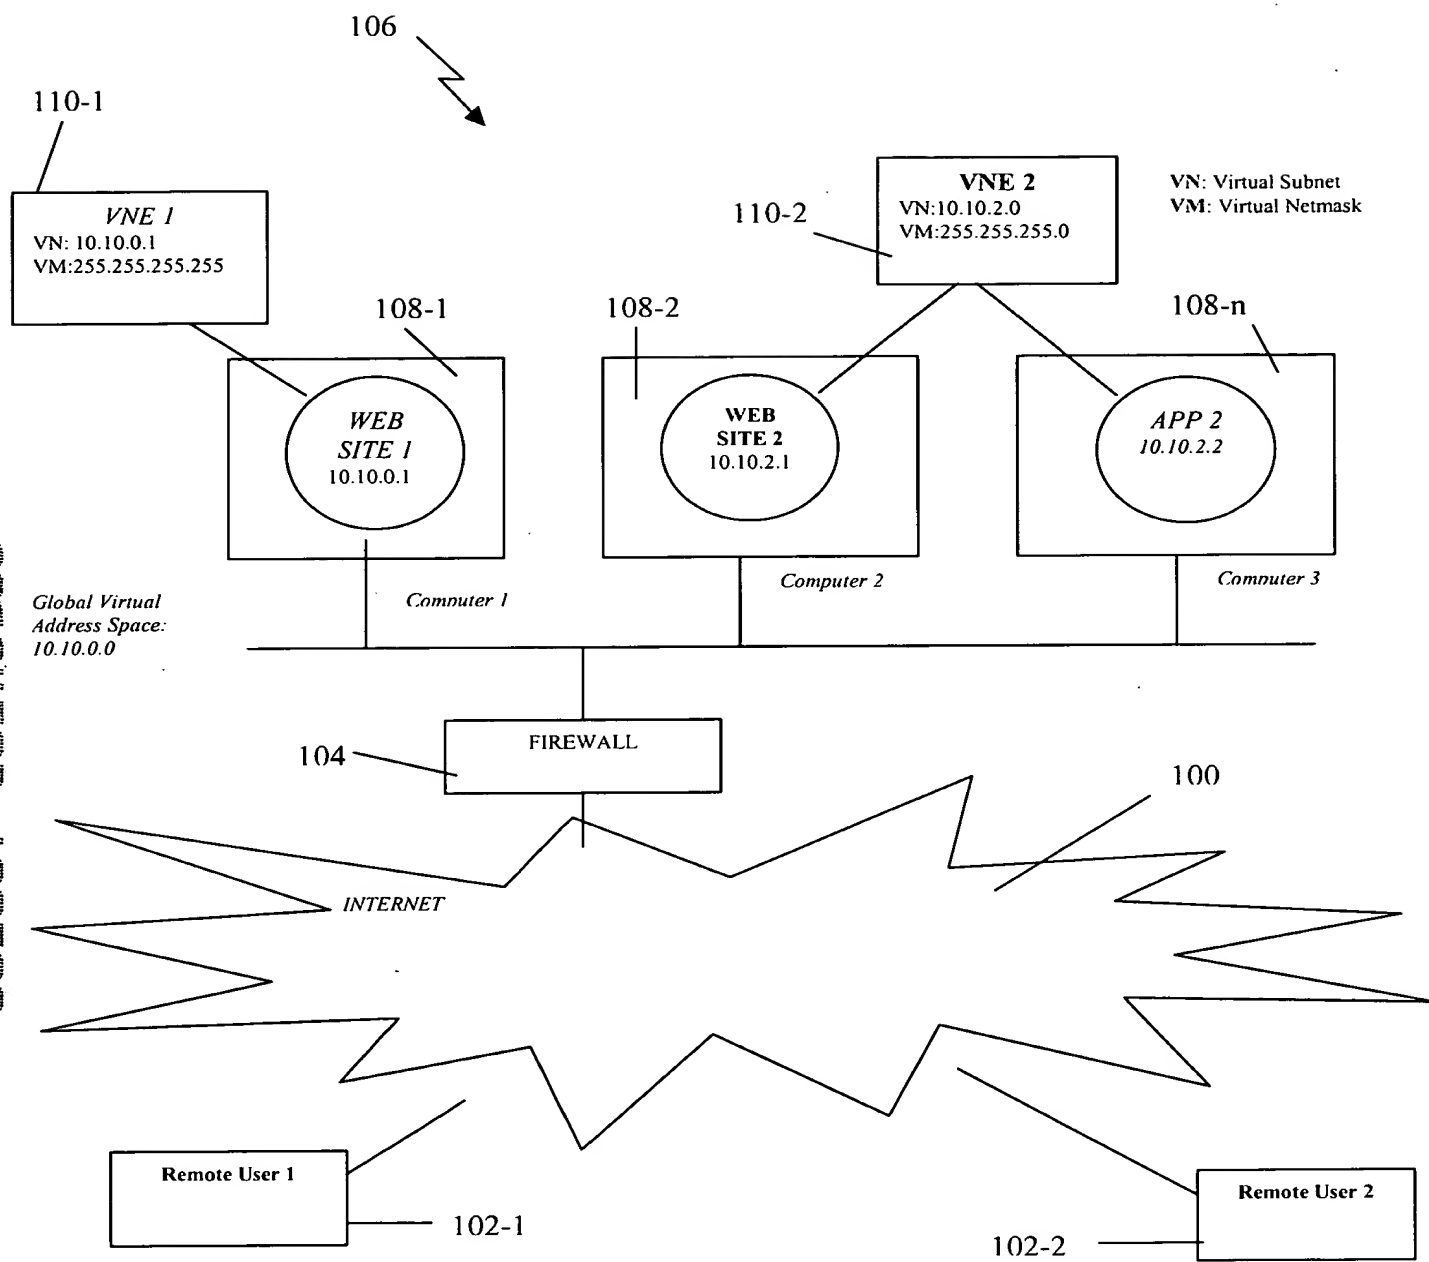 106
110-1
VNE 1
VN: 10.10.0.1
VM:255.255.255.255
110-2
VNE 2
VN:10.10.2.0
VM:255.255.255.0
VN: Virtual Subnet
VM: Virtual Netmask
108-1
108-2
108-n
WEB
SITE 1
10.10.0.1
WEB
SITE 2
10.10.2.1
APP 2
10.10.2.2
Computer 1
Computer 2
Computer 3
Global Virtual
Address Space:
10.10.0.0
FIREWALL
104
100
INTERNET
Remote User 1
102-1
Remote User 2
102-2